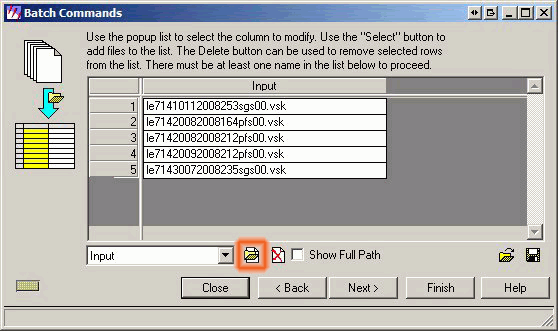 Batch Commands
Use the popup list to select the column to modify. Use the "Select" button to
add files to the list. The Delete button can be used to remove selected rows
from the list. There must be at least one name in the list below to proceed.
Input
1 le71410112008253sgs00.vsk
2 le71420082008164pfs00.vsk
3 le71420082008212pfs00.vsk
4 le71420092008212pfs00.vsk
5 le71430072008235sgs00.vsk
Input Show Full Path
Close < Back Next > Finish Help